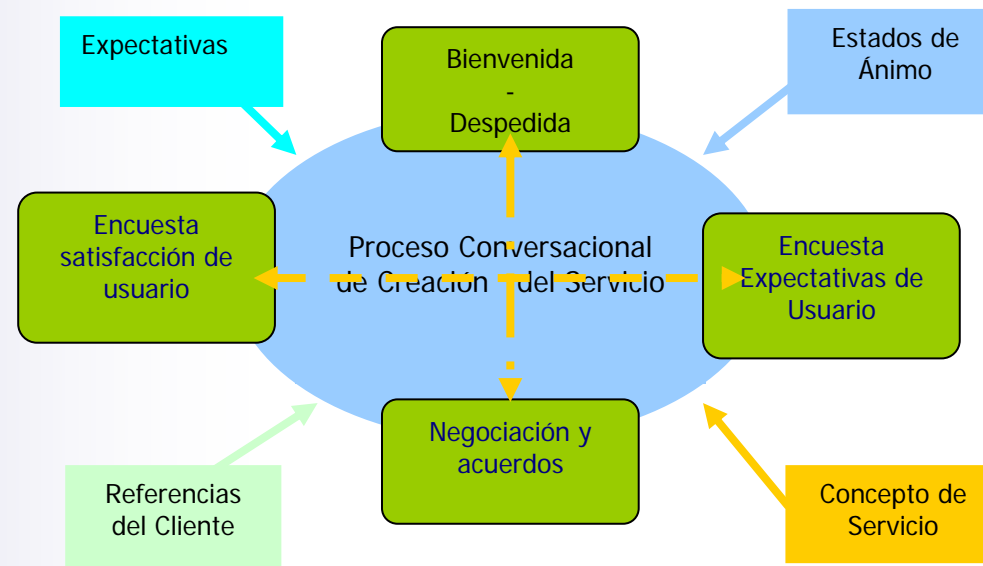 Expectativas
Bienvenida
-
Despedida
Estados de
Ánimo
Encuesta
satisfacción de
usuario
Proceso Conversacional
de Creación del Servicio
Encuesta
Expectativas de
Usuario
Negociación y
acuerdos
Referencias
del Cliente
Concepto de
Servicio